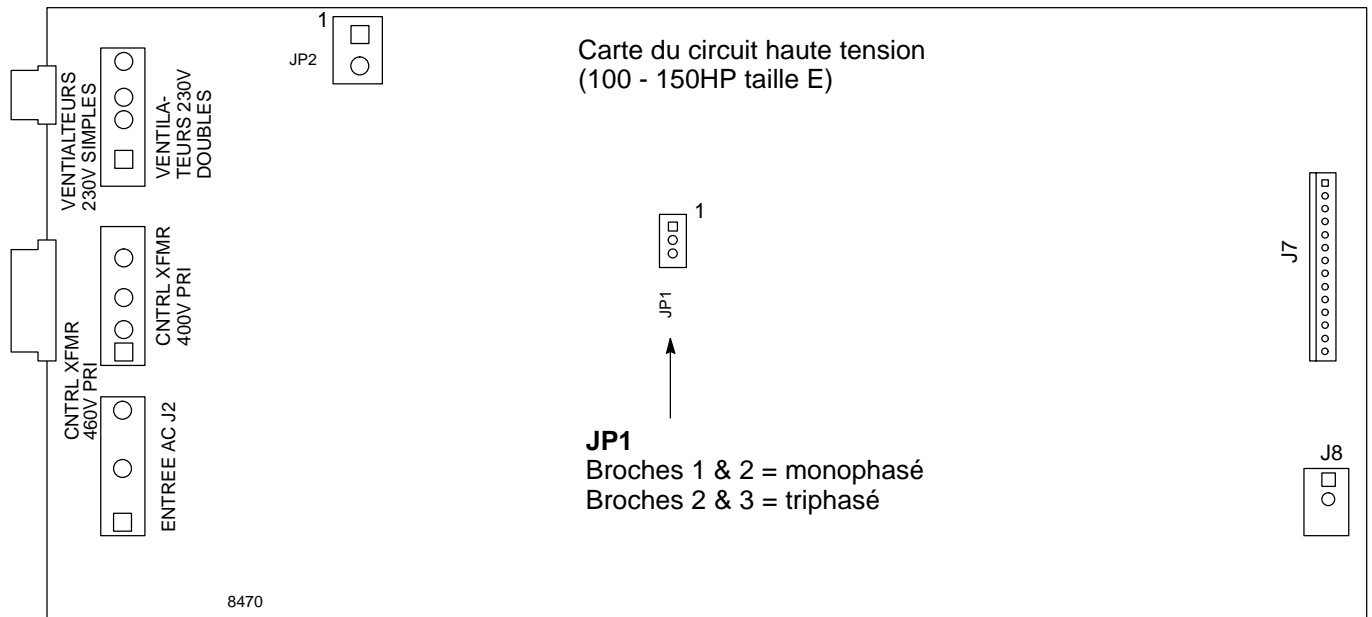 1
JP2
Carte du circuit haute tension
(100 - 150HP taille E)
VENTIALTEURS
230V SIMPLES
VENTILA-
TEURS 230V
DOUBLES
1
JP1
J7
CNTRL XFMR
460V PRI
CNTRL XFMR
400V PRI
ENTREE AC J2
JP1
Broches 1 & 2 = monophasé
Broches 2 & 3 = triphasé
J8
8470